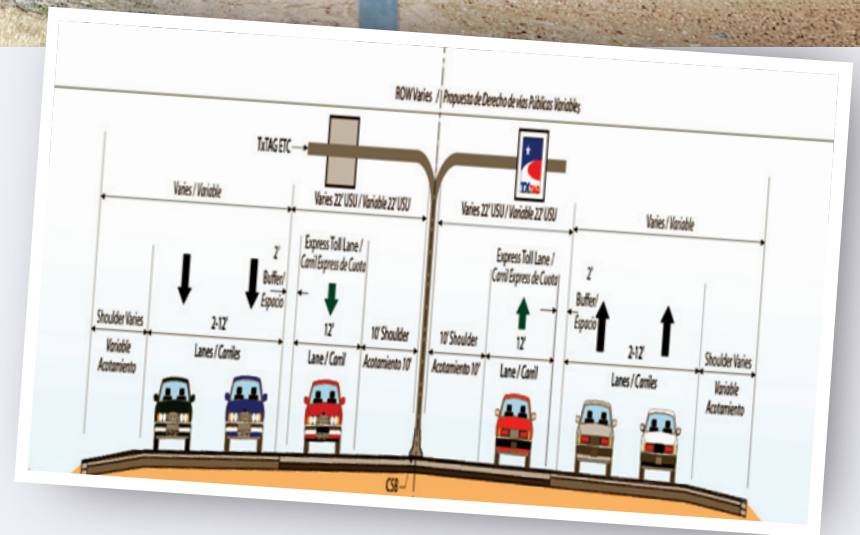 ROW Varies / Propuesta de Derecho de vías Públicas Variables
TxTAG ETC
TXTAG
Varies / Variable
Varies 22' USU / Variable 22' USU
Varies 22' USU / Variable 22' USU
Varies / Variable
2'
Buffer/
Espacio
Express Toll Lane /
Carril Express de Cuota
Express Toll Lane /
Carril Express de Cuota
2'
Buffer/
Espacio
Shoulder Varies
Variable
Acotamiento
2-12'
Lanes / Carriles
12'
Lane / Carril
10' Shoulder
Acotamiento 10'
10' Shoulder
Acotamiento 10'
12'
Lane / Carril
2-12'
Lanes / Carriles
Shoulder Varies
Variable
Acotamiento
CSB